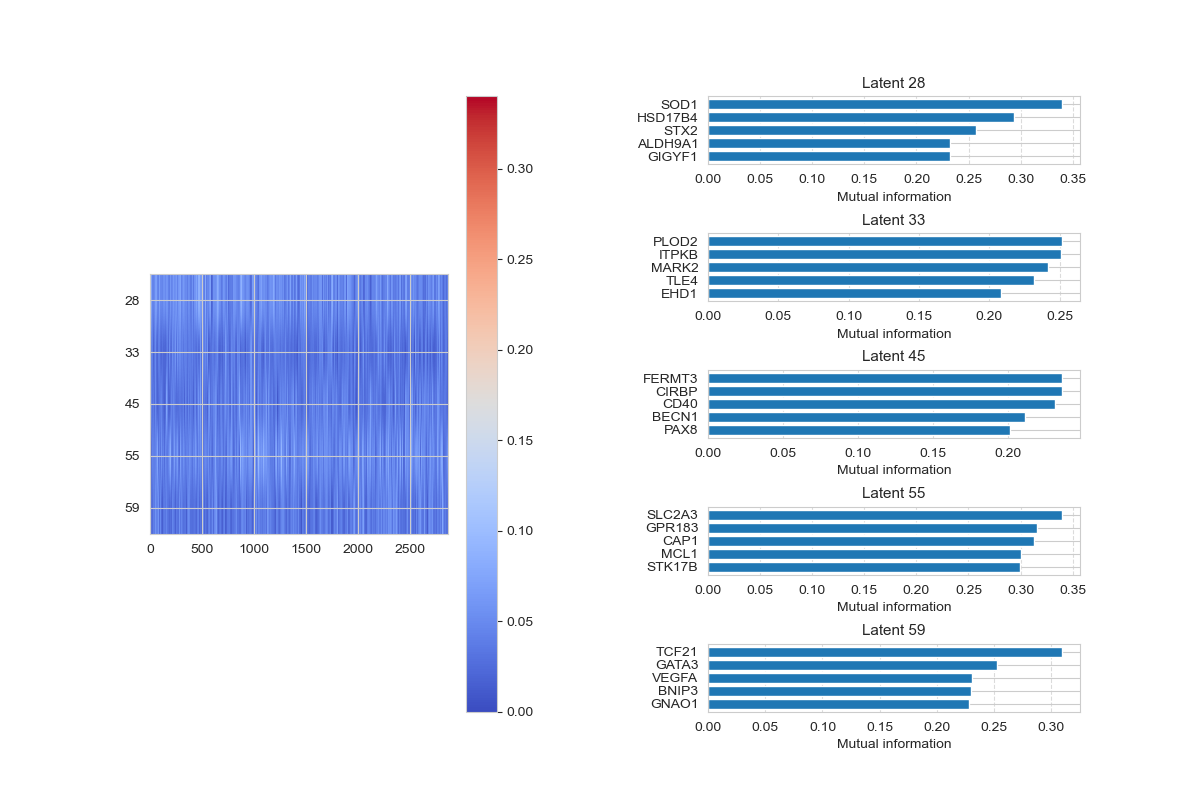 28
33
45
55
59
0 500 1000 1500 2000 2500
0.30
0.25
0.20
0.15
0.10
0.05
0.00
Latent 28
SOD1
HSD17B4
STX2
ALDH9A1
GIGYF1
0.00 0.05 0.10 0.15 0.20 0.25 0.30 0.35
Mutual information
Latent 33
PLOD2
ITPKB
MARK2
TLE4
EHD1
0.00 0.05 0.10 0.15 0.20 0.25
Mutual information
Latent 45
FERMT3
CIRBP
CD40
BECN1
PAX8
0.00 0.05 0.10 0.15 0.20
Mutual information
Latent 55
SLC2A3
GPR183
CAP1
MCL1
STK17B
0.00 0.05 0.10 0.15 0.20 0.25 0.30 0.35
Mutual information
Latent 59
TCF21
GATA3
VEGFA
BNIP3
GNAO1
0.00 0.05 0.10 0.15 0.20 0.25 0.30
Mutual information